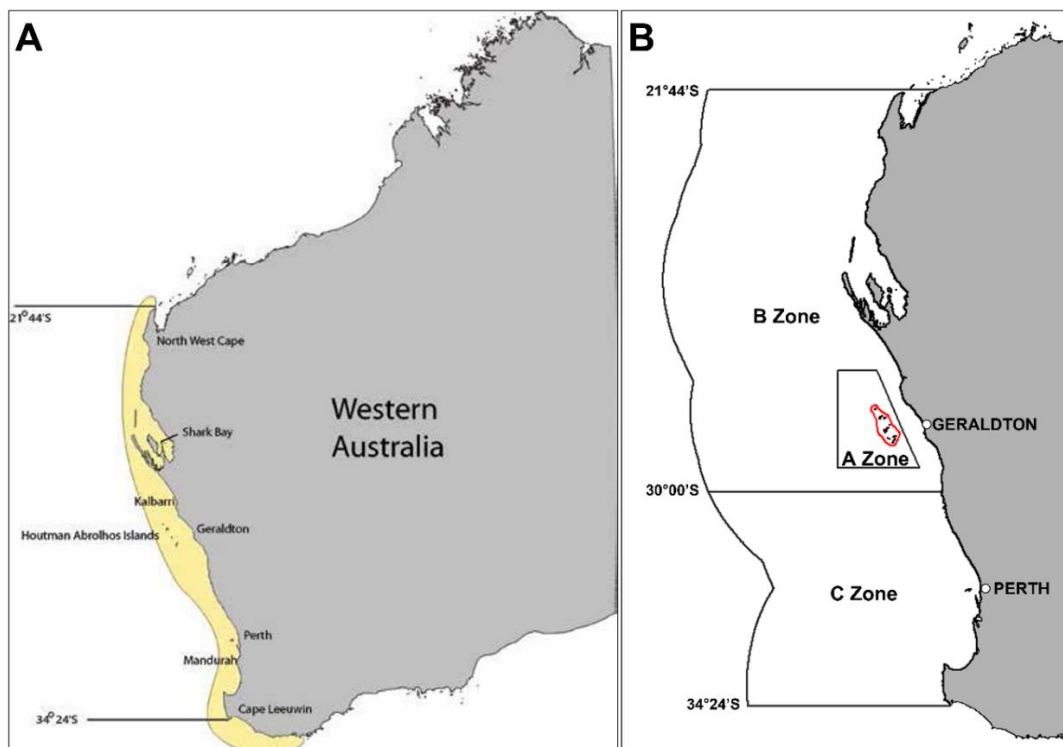 A
21°44'S
North West Cape
Western
Australia
Shark Bay
Kalbarri
Geraldton
Houtman Abrolhos Islands
Perth
Mandurah
Cape Leeuwin
34°24'S
B
21°44'S
B Zone
GERALDTON
A Zone
30°00'S
C Zone
PERTH
34°24'S